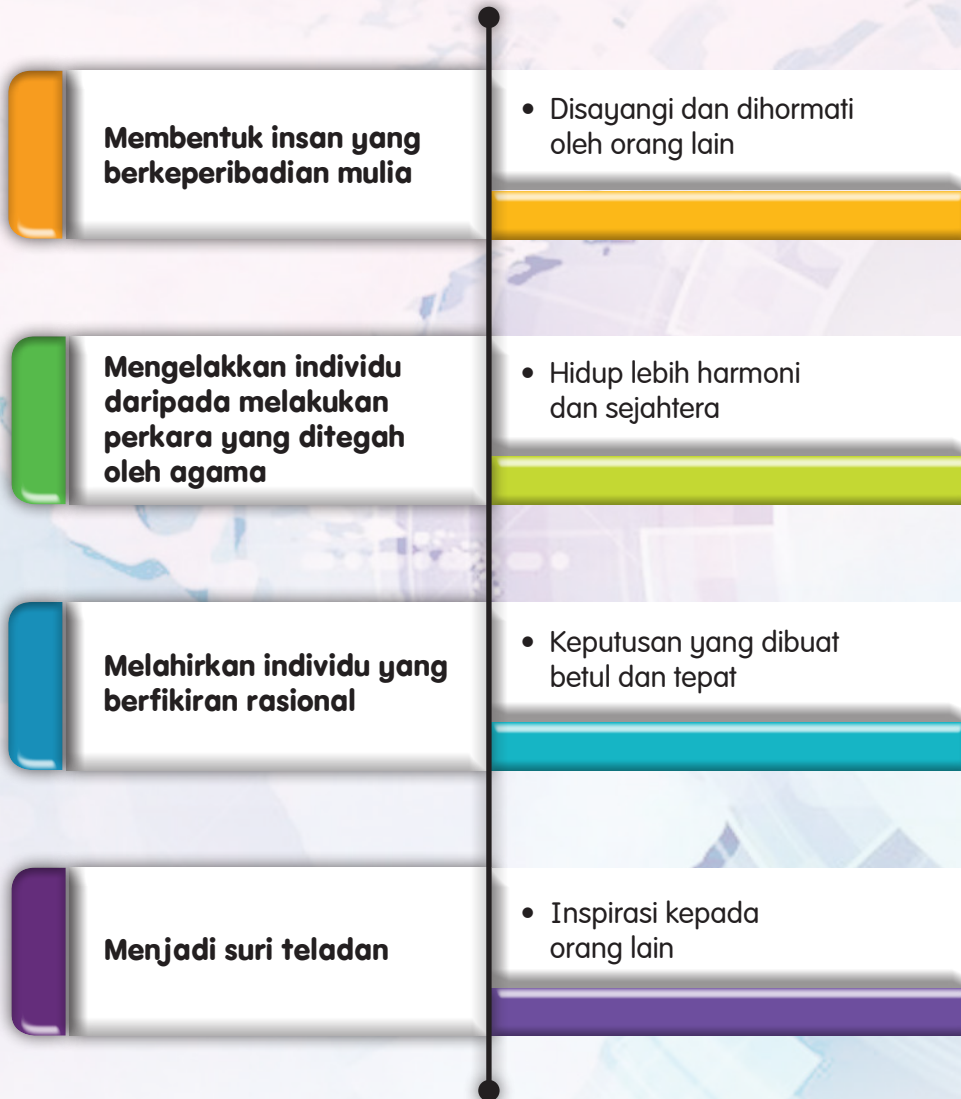 Membentuk insan yang
berkeperibadian mulia
• Disayangi dan dihormati
oleh orang lain
Mengelakkan individu
daripada melakukan
perkara yang ditegah
oleh agama
• Hidup lebih harmoni
dan sejahtera
Melahirkan individu yang
berfikiran rasional
• Keputusan yang dibuat
betul dan tepat
Menjadi suri teladan
• Inspirasi kepada
orang lain